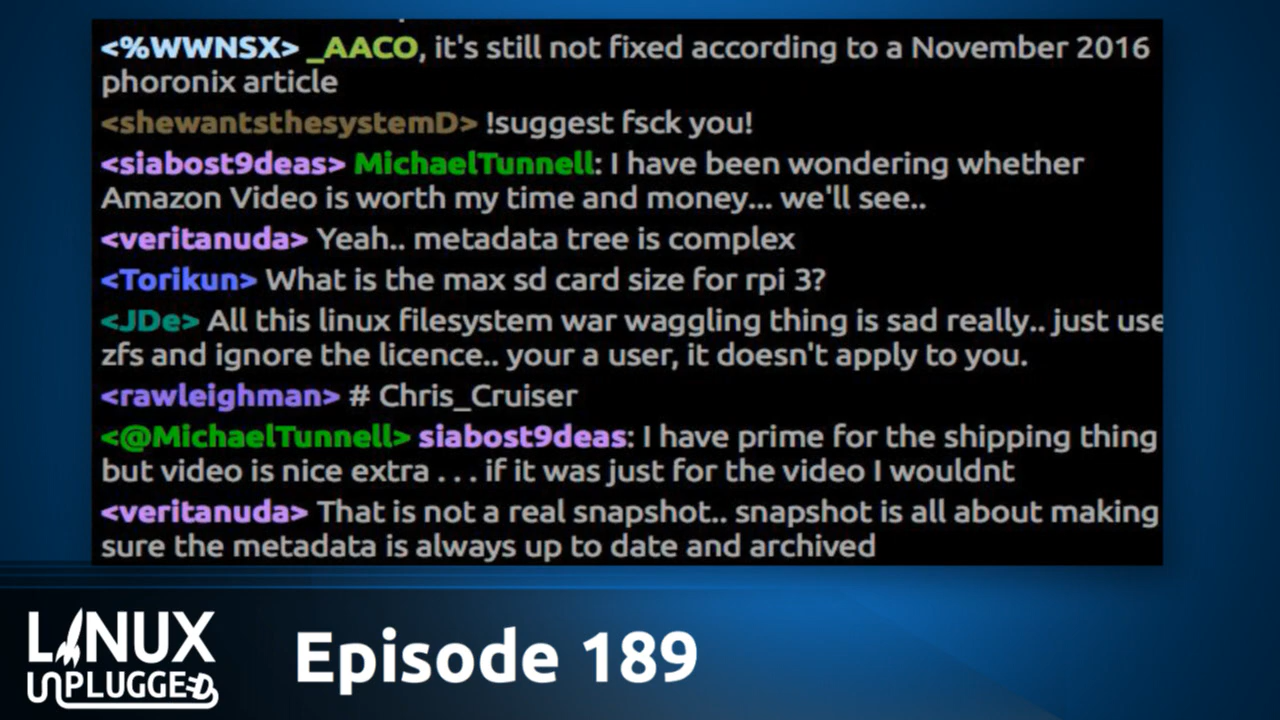 <%WWNSX> _AACO, it's still not fixed according to a November 2016
phoronix article
<shewantsthesystemD> !suggest fsck you!
<siabost9deas> MichaelTunnell: I have been wondering whether
Amazon Video is worth my time and money... we'll see..
<veritanuda> Yeah.. metadata tree is complex
<Torikun> What is the max sd card size for rpi 3?
<JDe> All this linux filesystem war waggling thing is sad really.. just use
zfs and ignore the licence.. your a user, it doesn't apply to you.
<rawleighman> # Chris_Cruiser
<@MichaelTunnell> siabost9deas: I have prime for the shipping thing
but video is nice extra . . . if it was just for the video I wouldnt
<veritanuda> That is not a real snapshot.. snapshot is all about making
sure the metadata is always up to date and archived
LINUX
UNPLUGGED
Episode 189